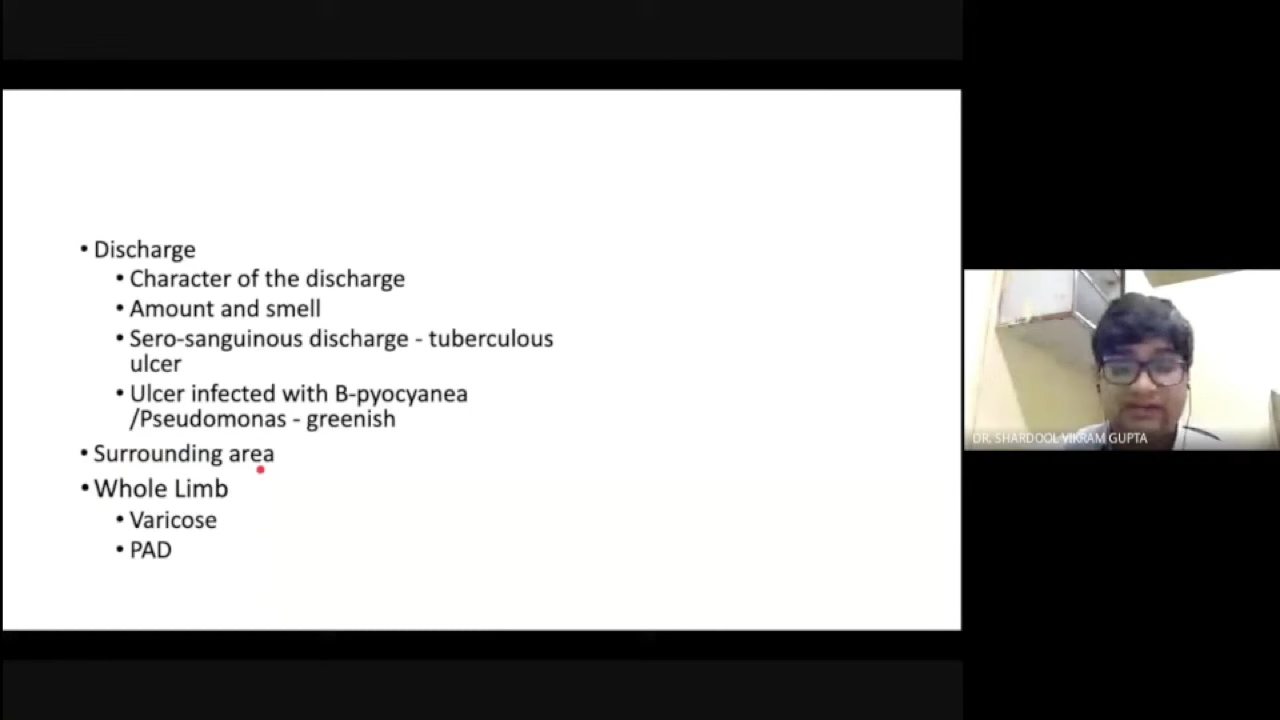 • Discharge
• Character of the discharge
• Amount and smell
• Sero-sanguinous discharge - tuberculous
ulcer
• Ulcer infected with B-pyocyanea
/Pseudomonas - greenish
• Surrounding area
• Whole Limb
• Varicose
• PAD
DR. SHARDOOL VIKRAM GUPTA